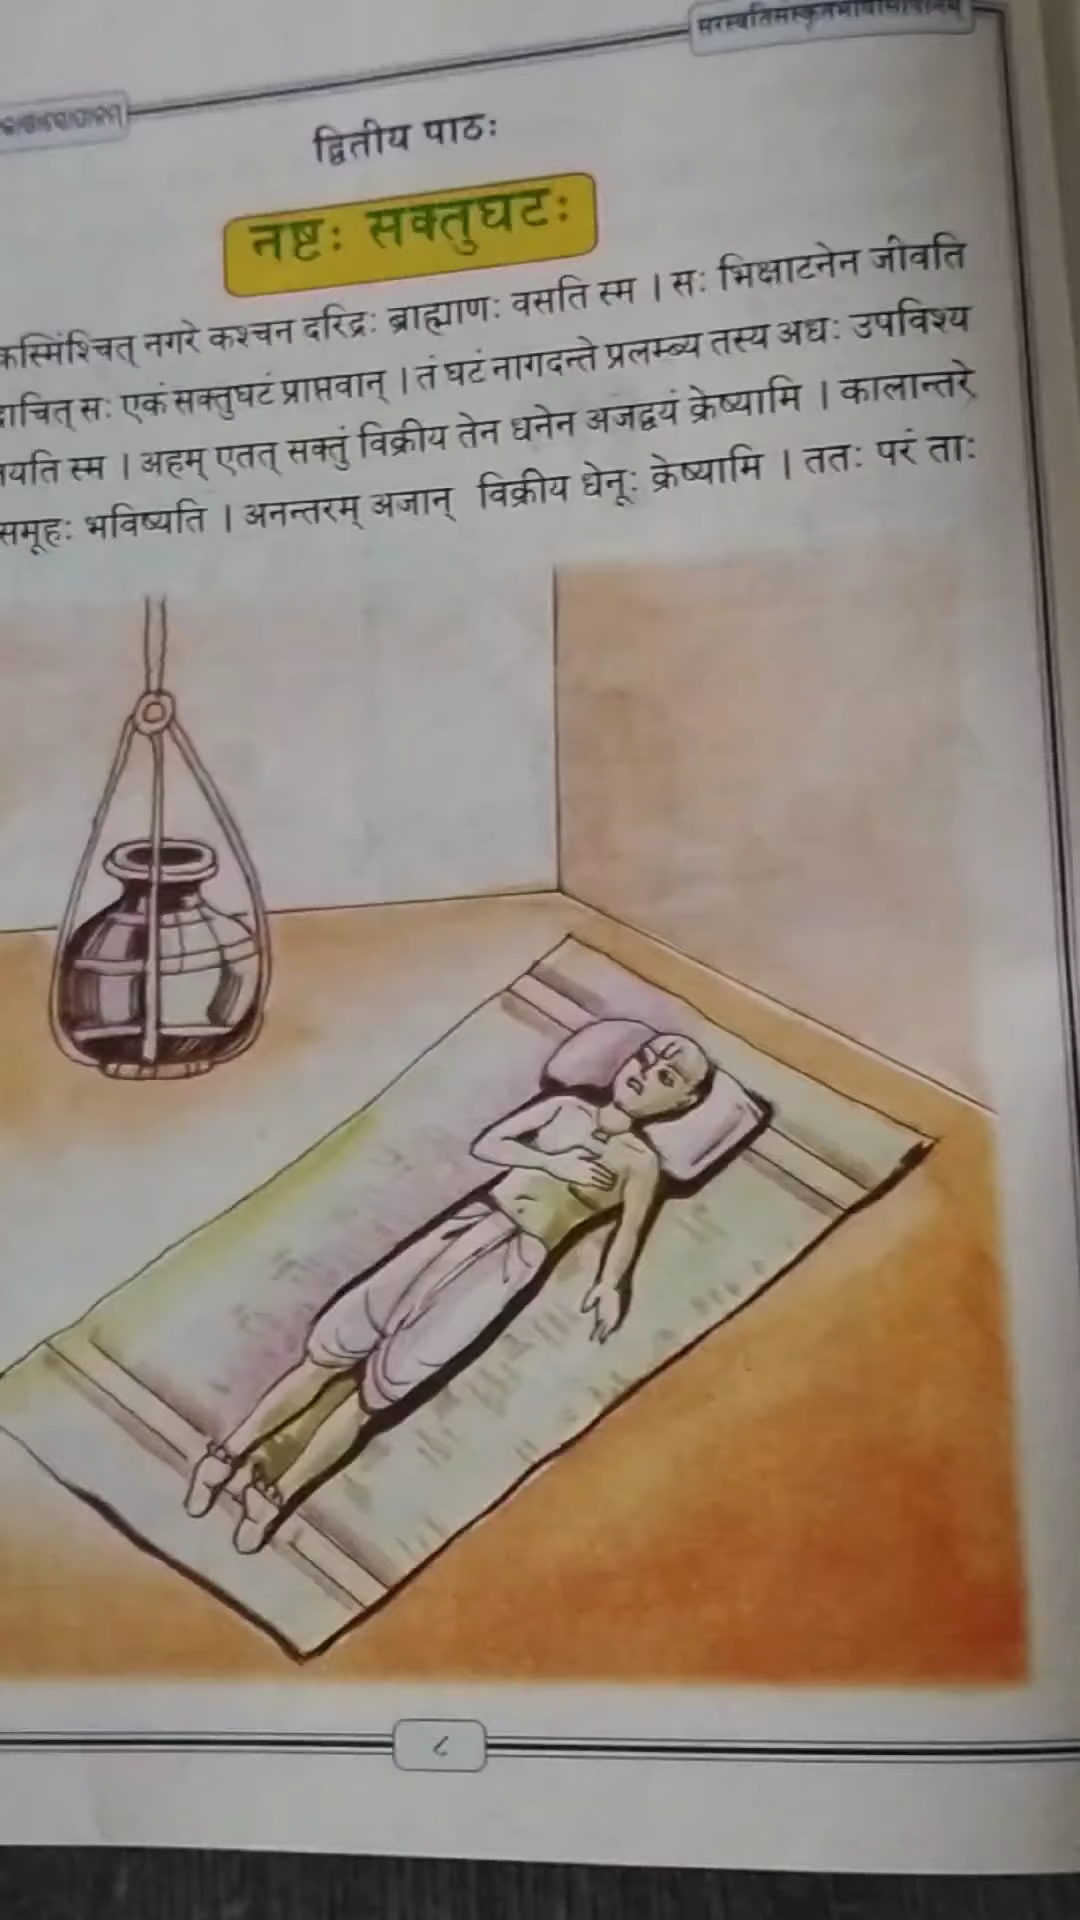 द्वितीय पाठः
नष्टः सक्तुघटः
कस्मिंश्चित् नगरे कश्चन दरिद्रः ब्राह्माणः वसति स्म । सः भिक्षाटनेन जीवति
सः एकं सक्तुघटं प्राप्तवान् । तं घटं नागदन्ते प्रलम्ब्य तस्य अधः उपविश्य
स्म । अहम् एतत् सक्तुं विक्रीय तेन धनेन अजद्वयं क्रेष्यामि । कालान्तरे
समूहः भविष्यति । अनन्तरम् अजान् विक्रीय धेनूः क्रेष्यामि । ततः परं ताः
८